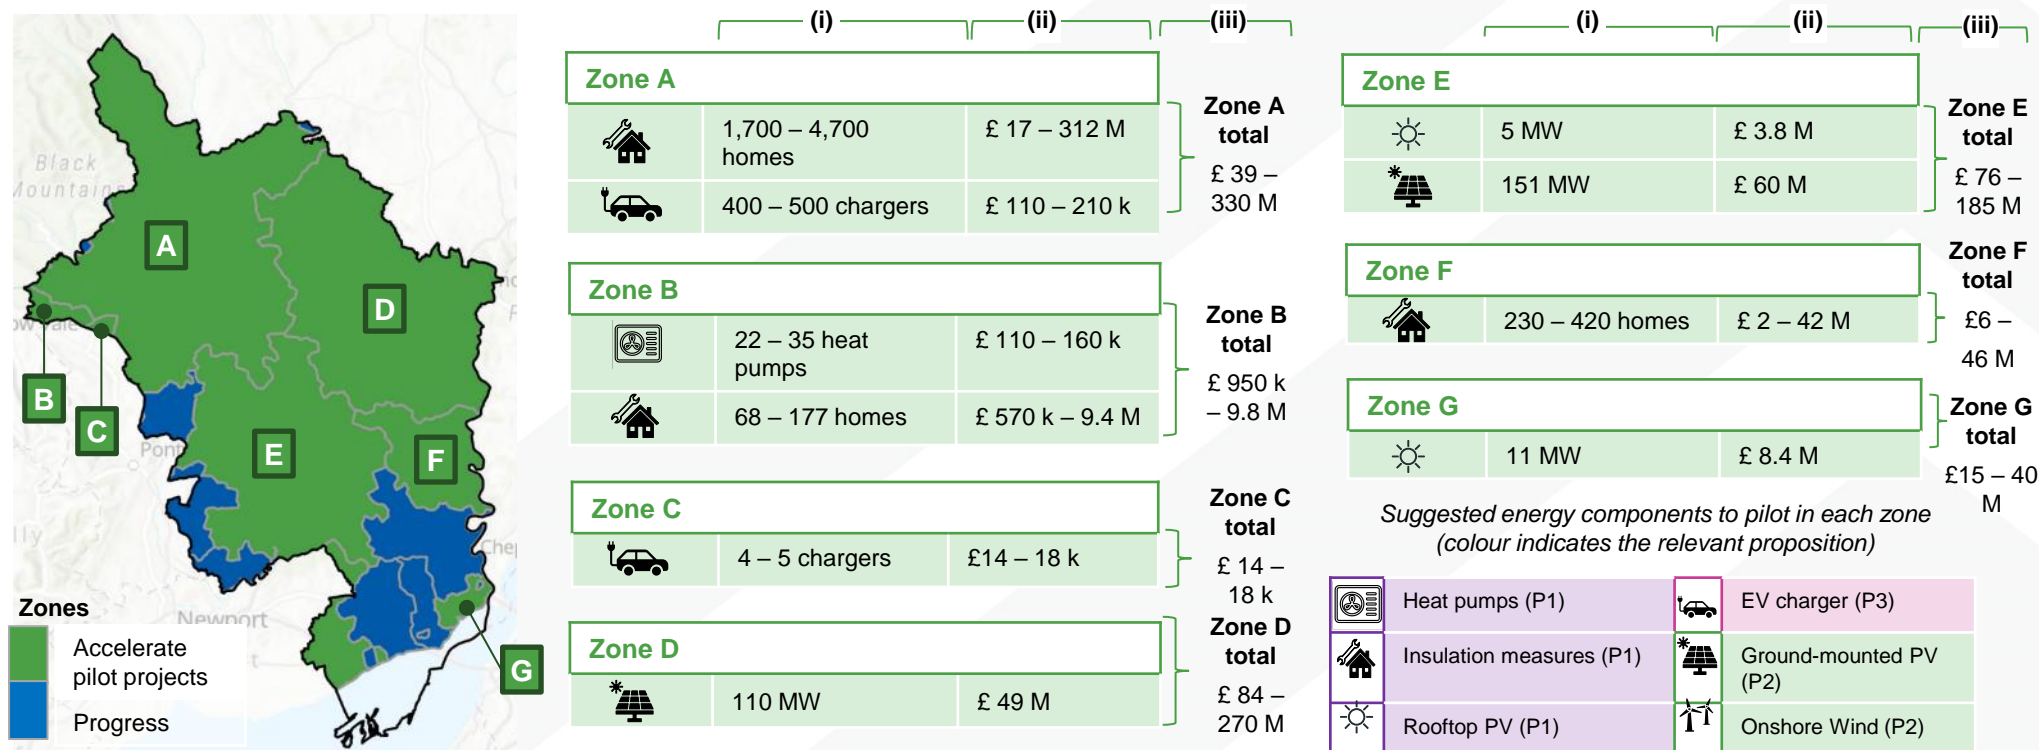 Black
Mountains
A
D
B
C
E
F
G
Pont
Newport
Chep
Zones
Accelerate
pilot projects
Progress
(i)
(ii)
(iii)
Zone A
1,700 – 4,700
homes
£ 17 – 312 M
400 – 500 chargers
£ 110 – 210 k
Zone A
total
£ 39 –
330 M
Zone B
22 – 35 heat
pumps
£ 110 – 160 k
68 – 177 homes
£ 570 k – 9.4 M
Zone B
total
£ 950 k
– 9.8 M
Zone C
4 – 5 chargers
£14 – 18 k
Zone C
total
£ 14 –
18 k
Zone D
110 MW
£ 49 M
Zone D
total
£ 84 –
270 M
(i)
(ii)
(iii)
Zone E
5 MW
£ 3.8 M
151 MW
£ 60 M
Zone E
total
£ 76 –
185 M
Zone F
230 – 420 homes
£ 2 – 42 M
Zone F
total
£6 –
46 M
Zone G
11 MW
£ 8.4 M
Zone G
total
£15 – 40
M
Suggested energy components to pilot in each zone
(colour indicates the relevant proposition)
Heat pumps (P1)
EV charger (P3)
Insulation measures (P1)
Ground-mounted PV
(P2)
Rooftop PV (P1)
Onshore Wind (P2)